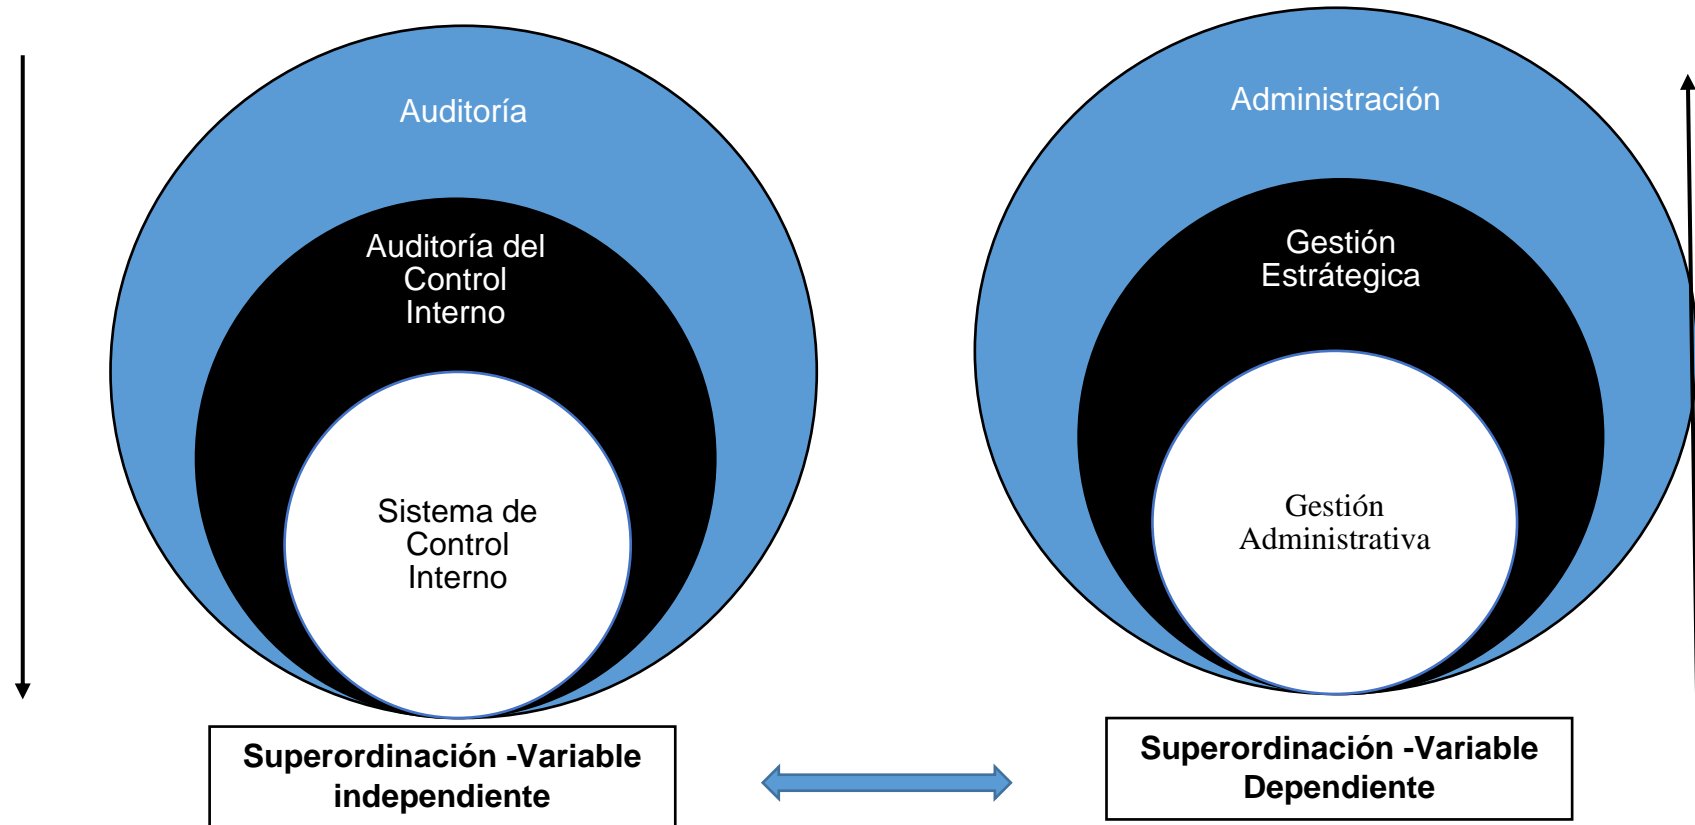 Auditoría
Auditoría del
Control
Interno
Sistema de
Control
Interno
Superordinación -Variable
independiente
Administración
Gestión
Estrátegica
Gestión
Administrativa
Superordinación -Variable
Dependiente